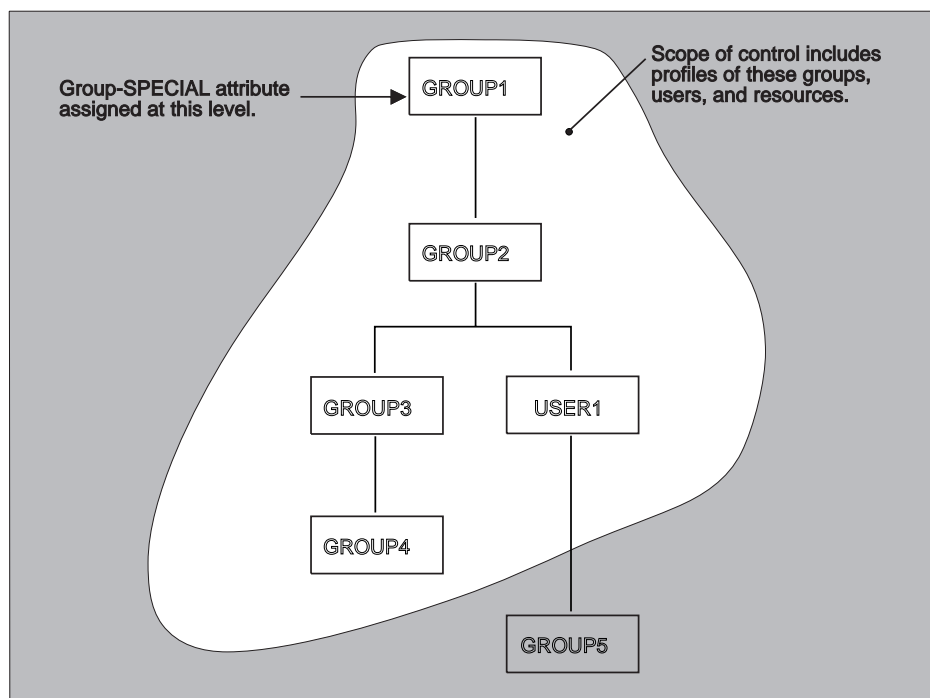 Group-SPECIAL attribute
assigned at this level.
GROUP1
Scope of control includes
profiles of these groups,
users, and resources.
GROUP2
GROUP3
USER1
GROUP4
GROUP5